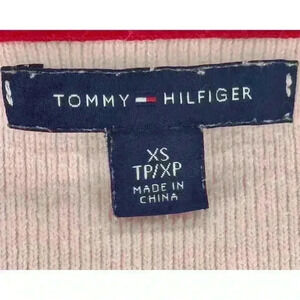 TOMMY HILFIGER
XS
TP/XP
MADE IN
CHINA